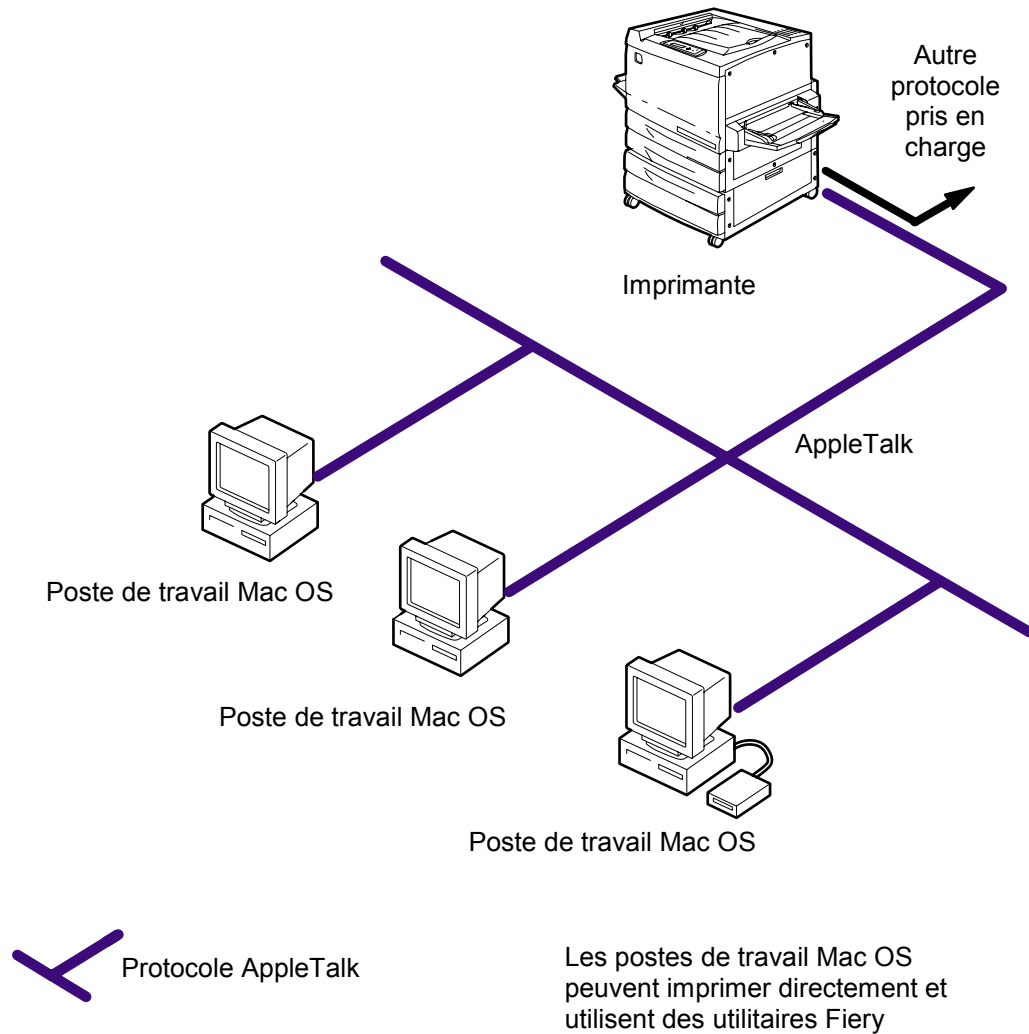 Autre
protocole
pris en
charge
Imprimante
AppleTalk
Poste de travail Mac OS
Poste de travail Mac OS
Poste de travail Mac OS
Protocole AppleTalk
Les postes de travail Mac OS
peuvent imprimer directement et
utilisent des utilitaires Fiery